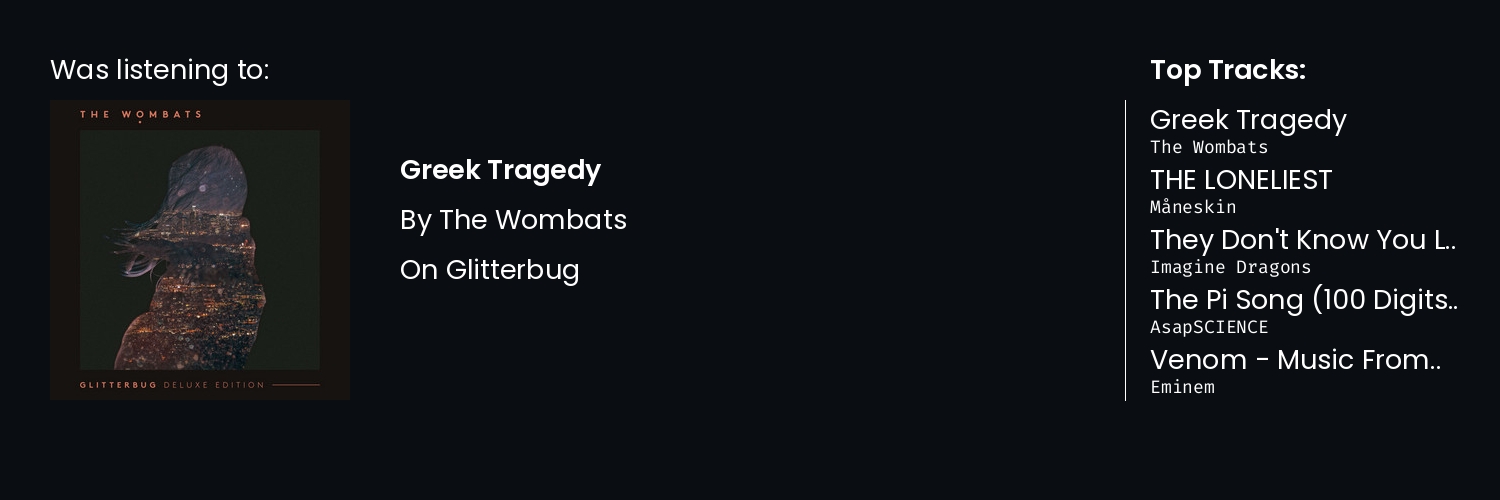 Was listening to:
THE WOMBATS
GLITTERBUG DELUXE EDITION
Greek Tragedy
By The Wombats
On Glitterbug
Top Tracks:
Greek Tragedy
The Wombats
THE LONELIEST
Måneskin
They Don't Know You L..
Imagine Dragons
The Pi Song (100 Digits..
AsapSCIENCE
Venom - Music From..
Eminem